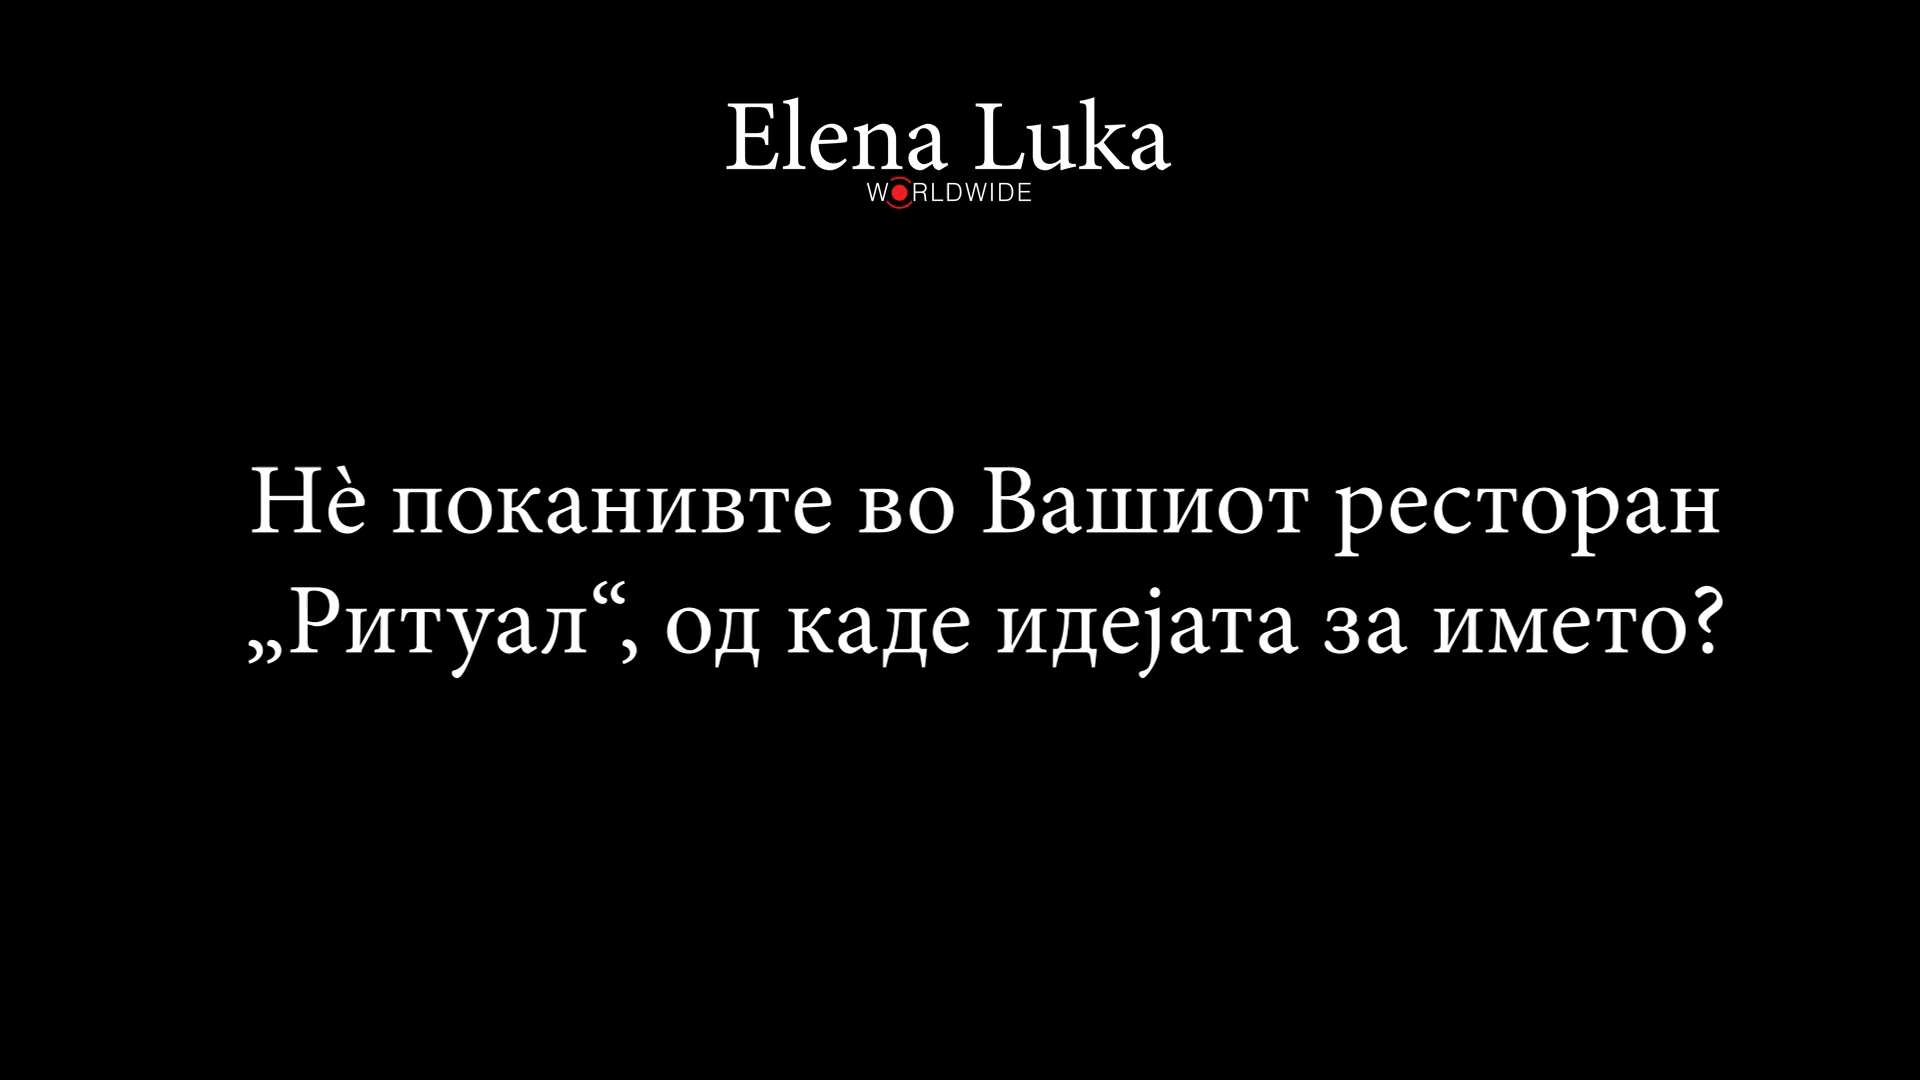 Elena Luka
WORLDWIDE
Нѐ поканивте во Вашиот ресторан
„Ритуал“, од каде идејата за името?